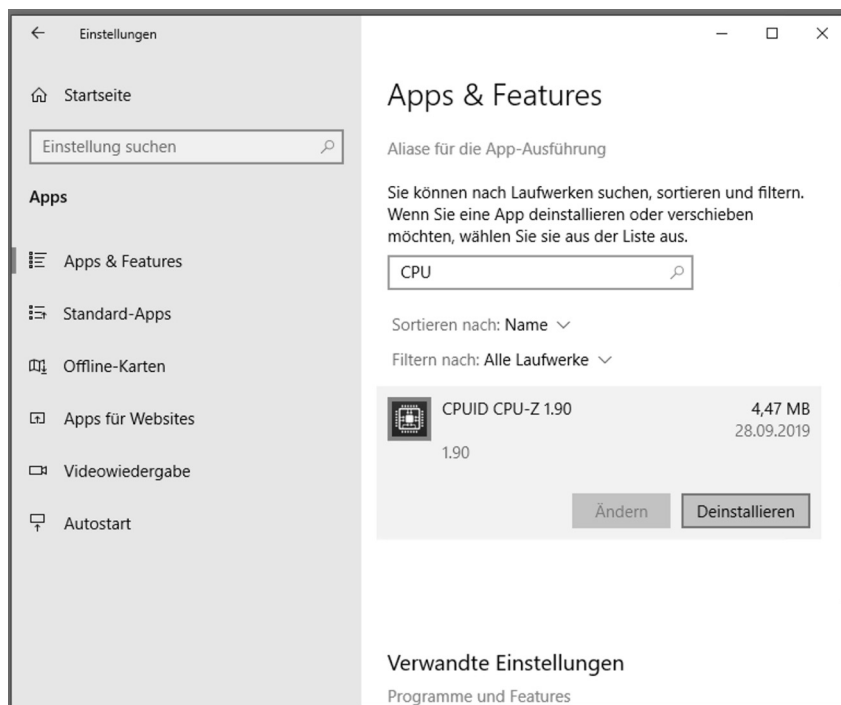 Einstellungen
Startseite
Einstellung suchen
Apps
Apps & Features
Standard-Apps
Offline-Karten
Apps für Websites
Videowiedergabe
Autostart
Apps & Features
Aliase für die App-Ausführung
Sie können nach Laufwerken suchen, sortieren und filtern.
Wenn Sie eine App deinstallieren oder verschieben
möchten, wählen Sie sie aus der Liste aus.
CPU
Sortieren nach: Name
Filtern nach: Alle Laufwerke
CPUID CPU-Z 1.90 4,47 MB
28.09.2019
1.90
Ändern Deinstallieren
Verwandte Einstellungen
Programme und Features